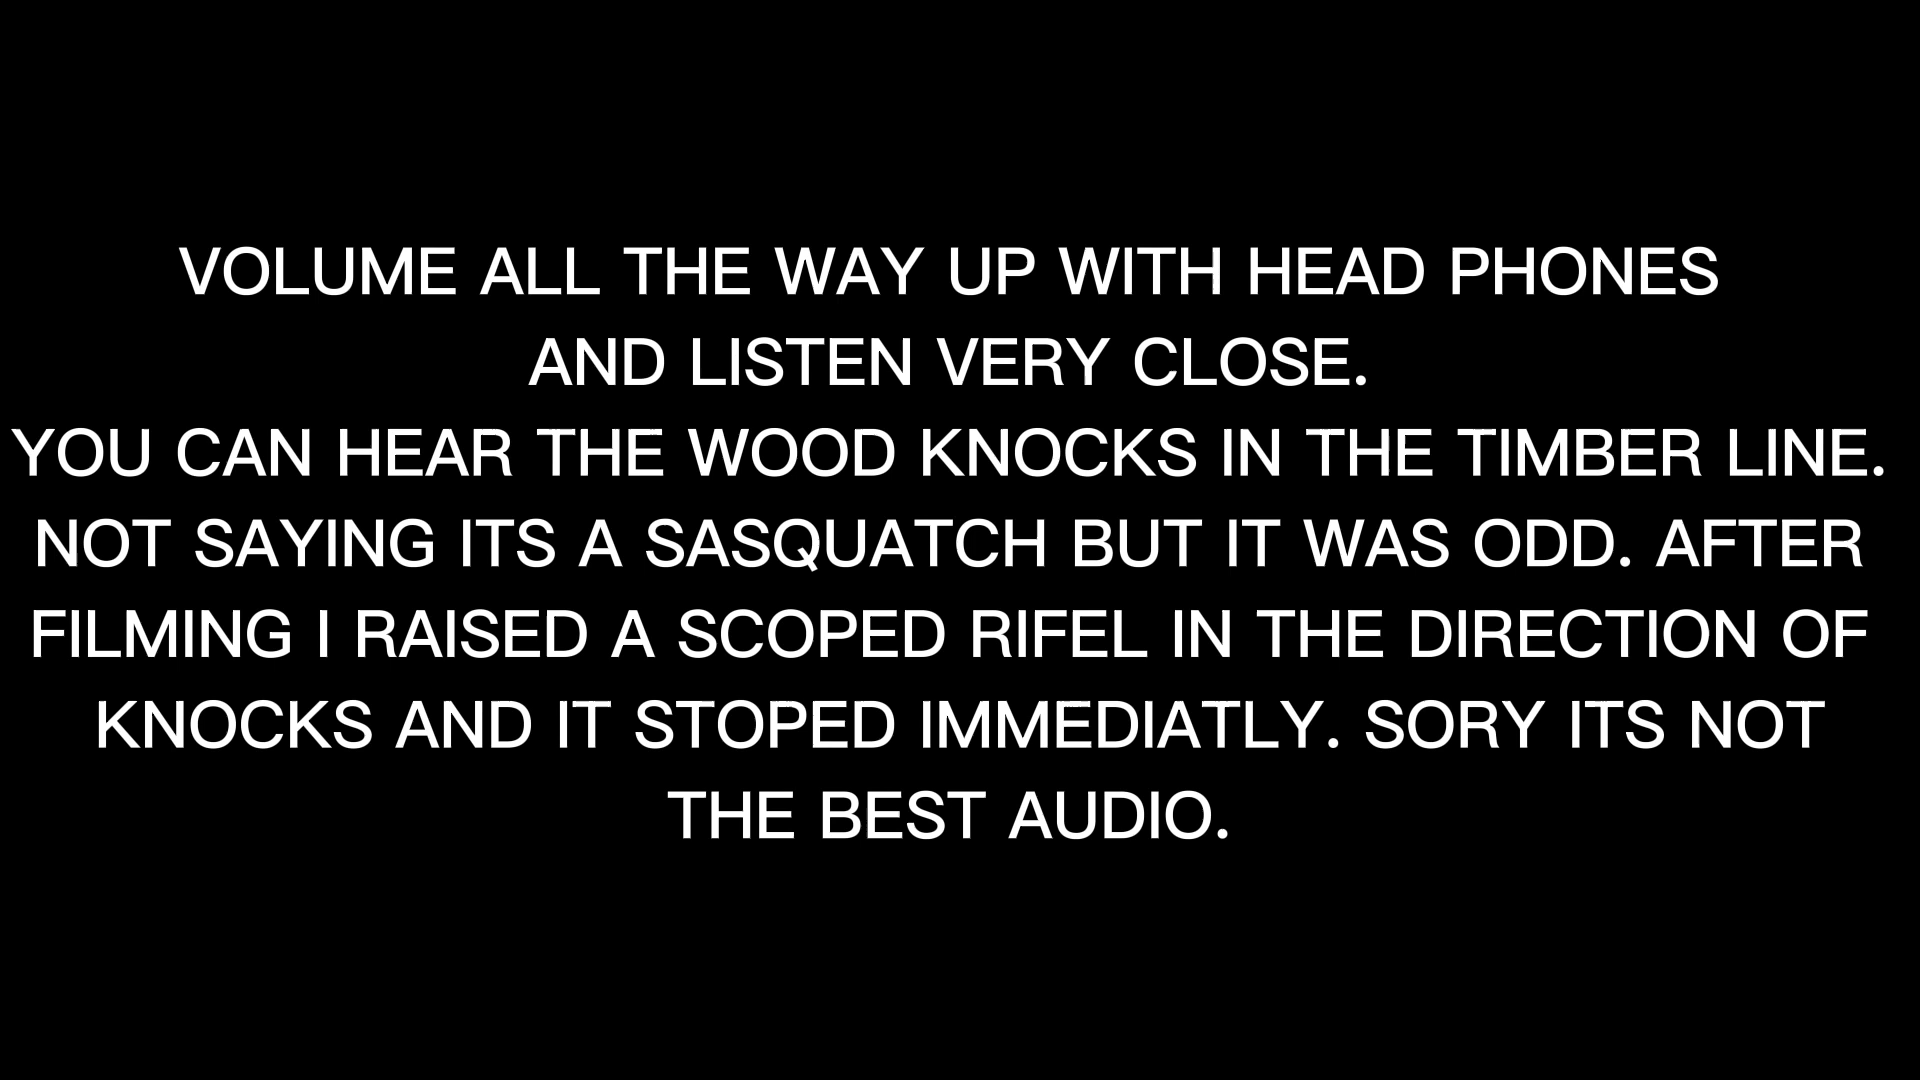 VOLUME ALL THE WAY UP WITH HEAD PHONES
AND LISTEN VERY CLOSE.
YOU CAN HEAR THE WOOD KNOCKS IN THE TIMBER LINE.
NOT SAYING ITS A SASQUATCH BUT IT WAS ODD. AFTER
FILMING I RAISED A SCOPED RIFEL IN THE DIRECTION OF
KNOCKS AND IT STOPED IMMEDIATLY. SORY ITS NOT
THE BEST AUDIO.